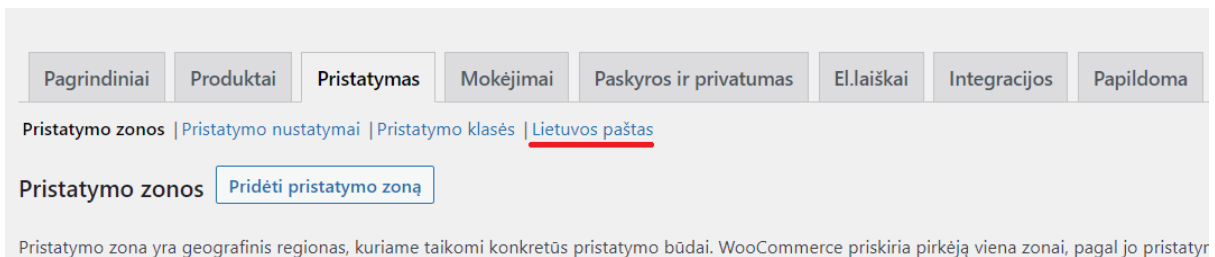 Pagrindiniai Produktai Pristatymas Mokėjimai Paskyros ir privatumas El.laiškai Integracijos Papildoma
Pristatymo zonos | Pristatymo nustatymai | Pristatymo klasės | Lietuvos paštas
Pristatymo zonos Pridėti pristatymo zoną
Pristatymo zona yra geografinis regionas, kuriame taikomi konkretūs pristatymo būdai. WooCommerce priskiria pirkėją viena zonai, pagal jo